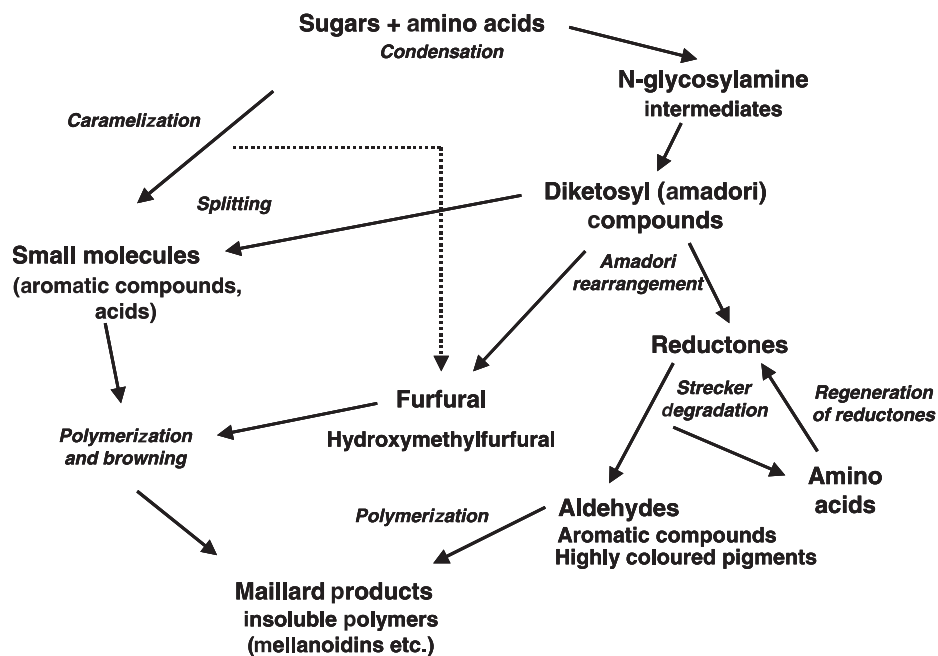 Sugars + amino acids
Condensation
N-glycosylamine
intermediates
Caramelization
Diketosyl (amadori)
compounds
Splitting
Small molecules
(aromatic compounds,
acids)
Amadori
rearrangement
Reductones
Strecker
degradation
Regeneration
of reductones
Furfural
Hydroxymethylfurfural
Polymerization
and browning
Amino
acids
Aldehydes
Aromatic compounds
Highly coloured pigments
Polymerization
Maillard products
insoluble polymers
(mellanoidins etc.)